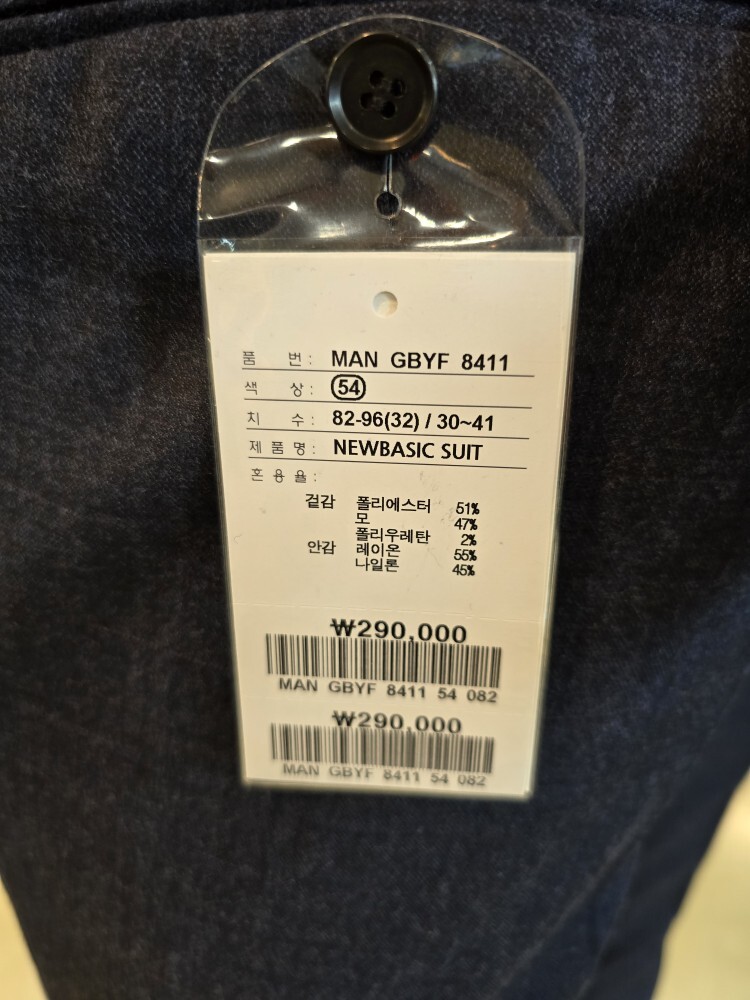 품 번 : MAN GBYF 8411
색 상 : 54
치 수 : 82-96(32) / 30~41
제 품 명 : NEWBASIC SUIT
혼 용 율 :
겉감 폴리에스터 51%
모 47%
폴리우레탄 2%
안감 레이온 55%
나일론 45%
₩290,000
MAN GBYF 8411 54 082
₩290,000
MAN GBYF 8411 54 082